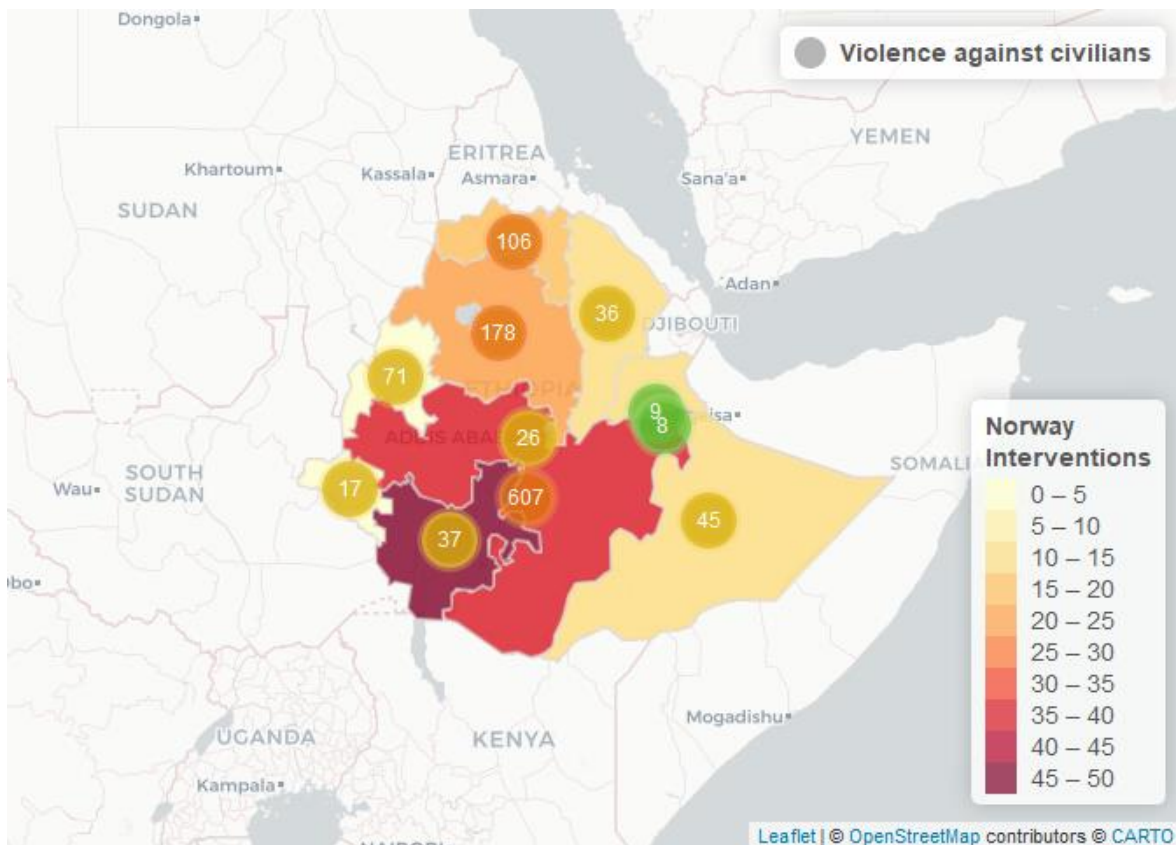 Dongola
Violence against civilians
YEMEN
ERITREA
Khartoum
Kassala
Asmara
Sana'a
SUDAN
106
'Adan
36
DJIBOUTI
178
71
ETHIOPIA
9
8
26
Norway
Interventions
0 – 5
5 – 10
10 – 15
15 – 20
20 – 25
25 – 30
30 – 35
35 – 40
40 – 45
45 – 50
SOUTH
SUDAN
Wau
17
607
45
37
Mogadishu
UGANDA
KENYA
Kampala
Leaflet | © OpenStreetMap contributors © CARTO